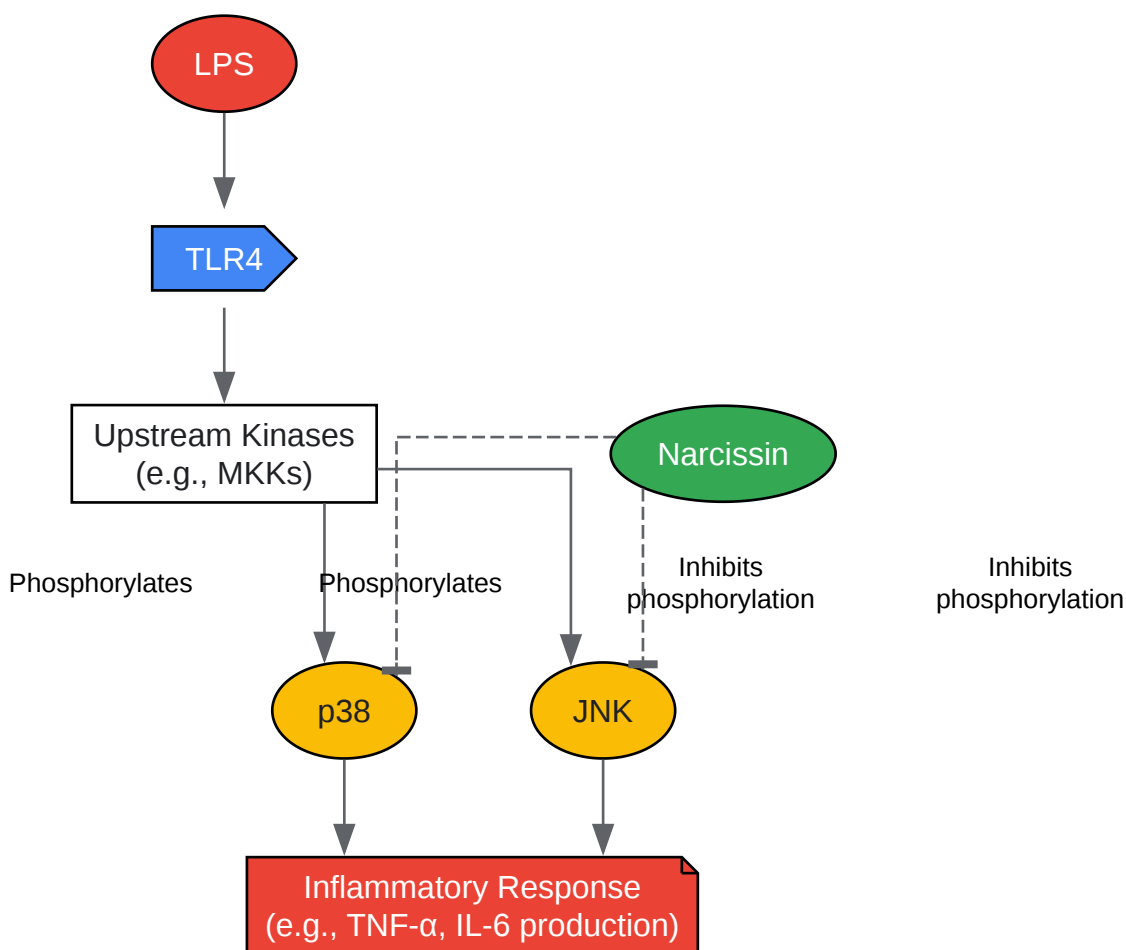 LPS
TLR4
Upstream Kinases
(e.g., MKKs)
Narcissin
Phosphorylates
Phosphorylates
Inhibits
phosphorylation
Inhibits
phosphorylation
p38
JNK
Inflammatory Response
(e.g., TNF-α, IL-6 production)